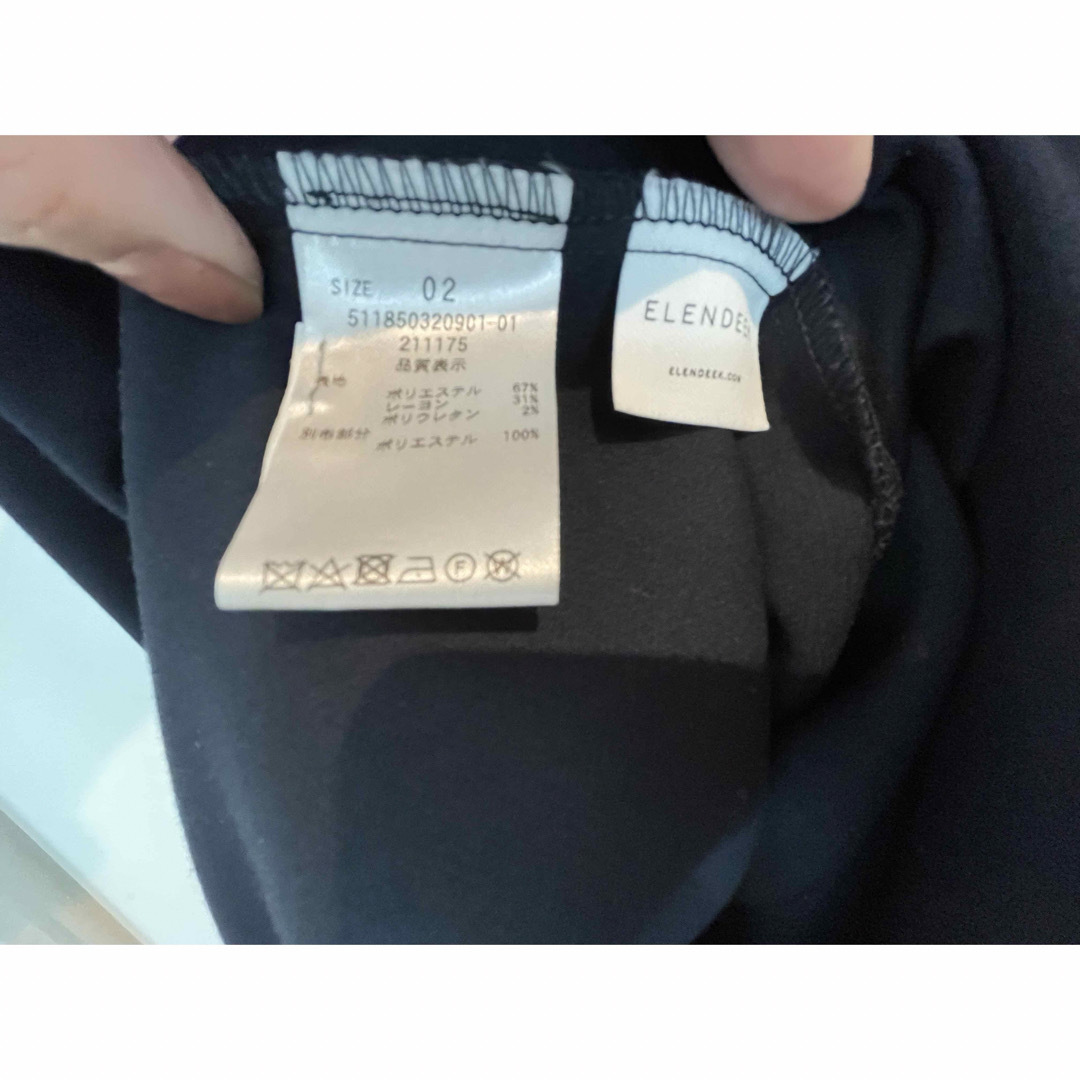 SIZE 02
511850320901-01
211175
品質表示
表地 ポリエステル 67%
レーヨン 31%
ポリウレタン 2%
別布部分 ポリエステル 100%
F W
ELENDEEK
ELENDEEK.COM